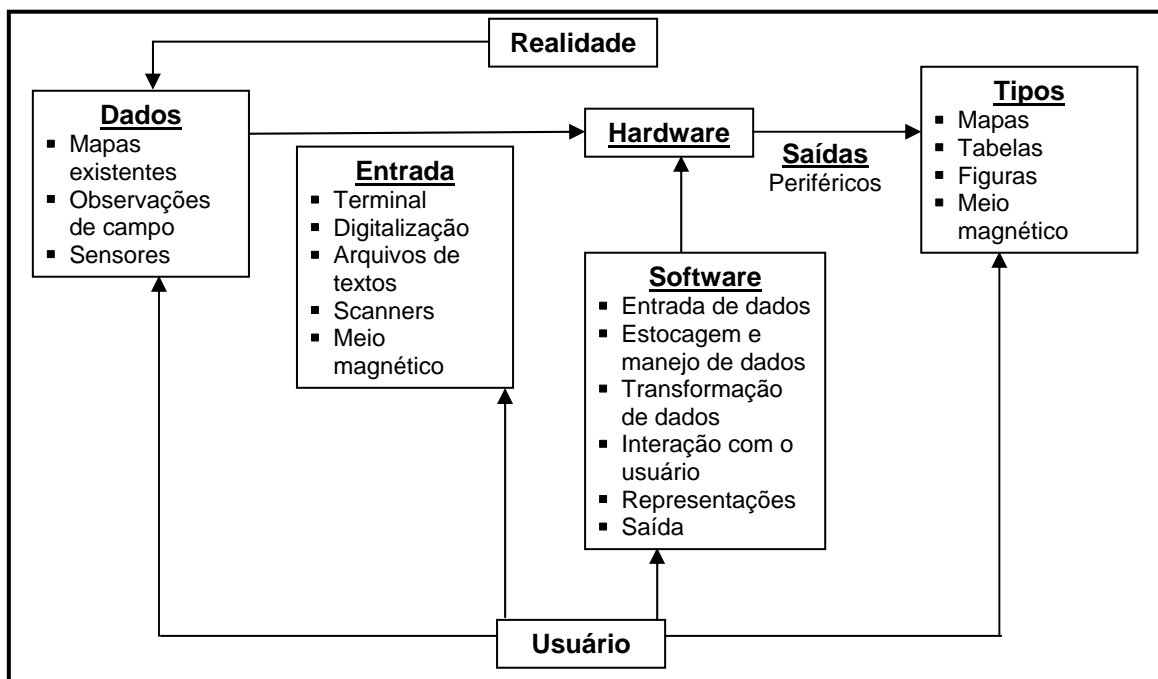 Realidade
Dados
▪ Mapas
existentes
▪ Observações
de campo
▪ Sensores
Entrada
▪ Terminal
▪ Digitalização
▪ Arquivos de
textos
▪ Scanners
▪ Meio
magnético
Hardware
Saídas
Periféricos
Tipos
▪ Mapas
▪ Tabelas
▪ Figuras
▪ Meio
magnético
Software
▪ Entrada de dados
▪ Estocagem e
manejo de dados
▪ Transformação
de dados
▪ Interação com o
usuário
▪ Representações
▪ Saída
Usuário